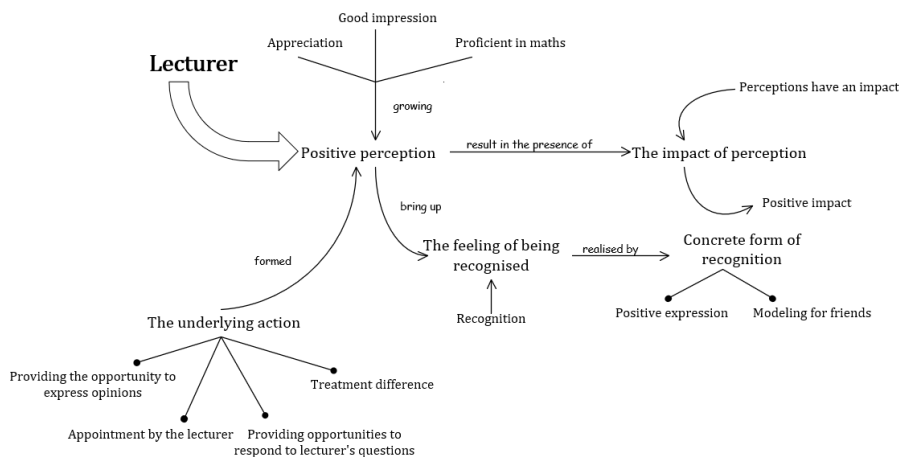 Good impression
Appreciation
Proficient in maths
Lecturer
Perceptions have an impact
growing
Positive perception
result in the presence of
The impact of perception
bring up
Positive impact
The feeling of being
recognised
realised by
Concrete form of
recognition
formed
Recognition
Positive expression
Modeling for friends
The underlying action
Providing the opportunity to
express opinions
Treatment difference
Appointment by the lecturer
Providing opportunities to
respond to lecturer's questions